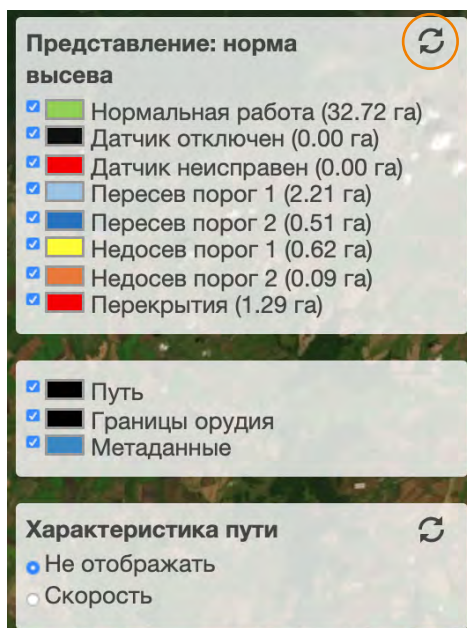 Представление: норма
высева
Нормальная работа (32.72 га)
Датчик отключен (0.00 га)
Датчик неисправен (0.00 га)
Пересев порог 1 (2.21 га)
Пересев порог 2 (0.51 га)
Недосев порог 1 (0.62 га)
Недосев порог 2 (0.09 га)
Перекрытия (1.29 га)
Путь
Границы орудия
Метаданные
Характеристика пути
Не отображать
Скорость